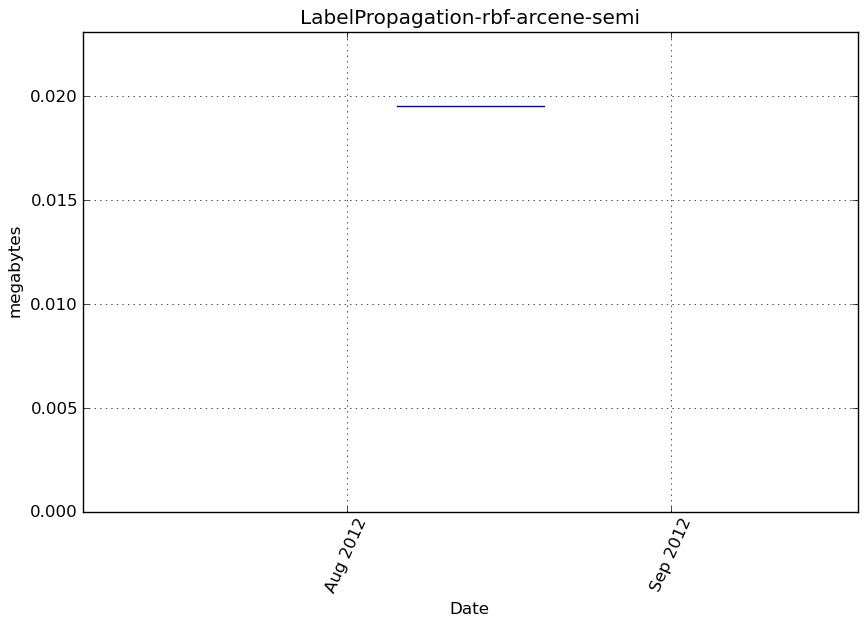 LabelPropagation-rbf-arcene-semi
0.020
0.015
0.010
0.005
0.000
megabytes
Aug 2012
Sep 2012
Date